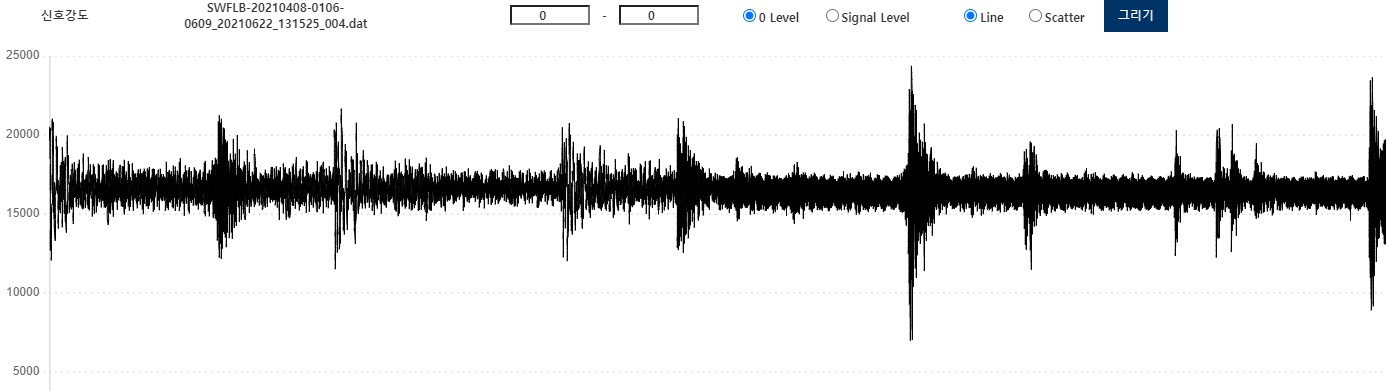 신호강도
SWFLB-20210408-0106-
0609_20210622_131525_004.dat
0 - 0
0 Level Signal Level
Line Scatter
그리기
25000
20000
15000
10000
5000